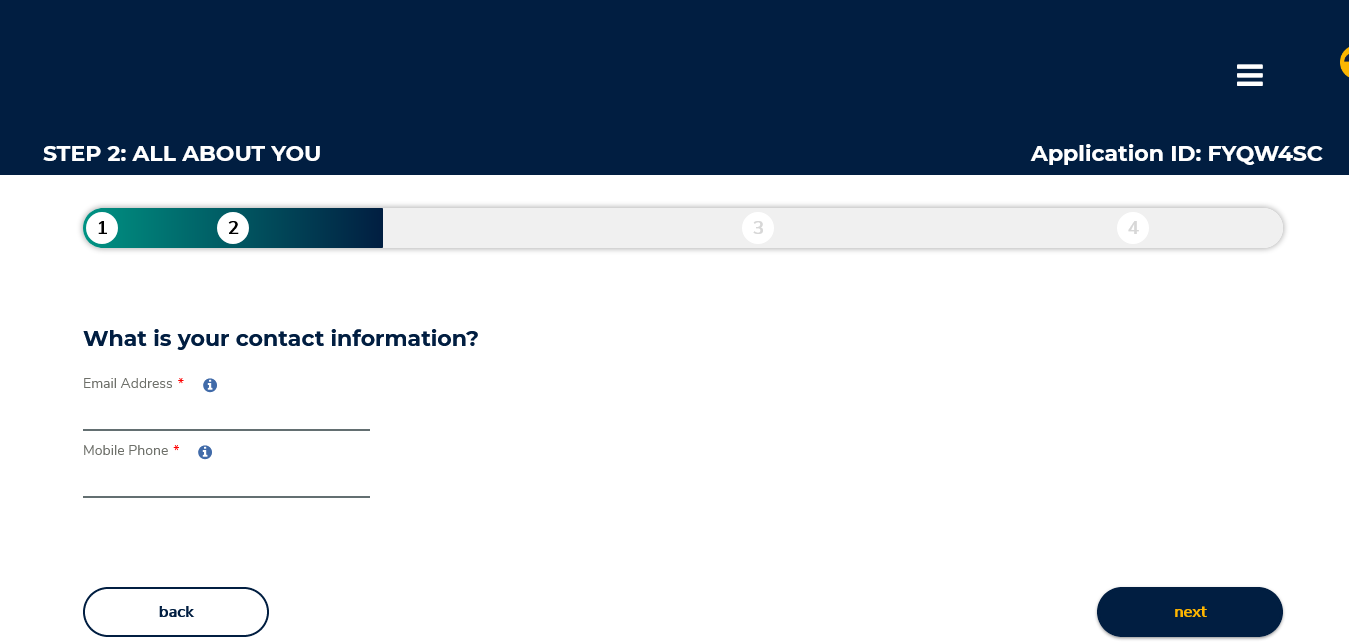 STEP 2: ALL ABOUT YOU
Application ID: FYQW4SC
1 2 3 4
What is your contact information?
Email Address *
Mobile Phone *
back
next